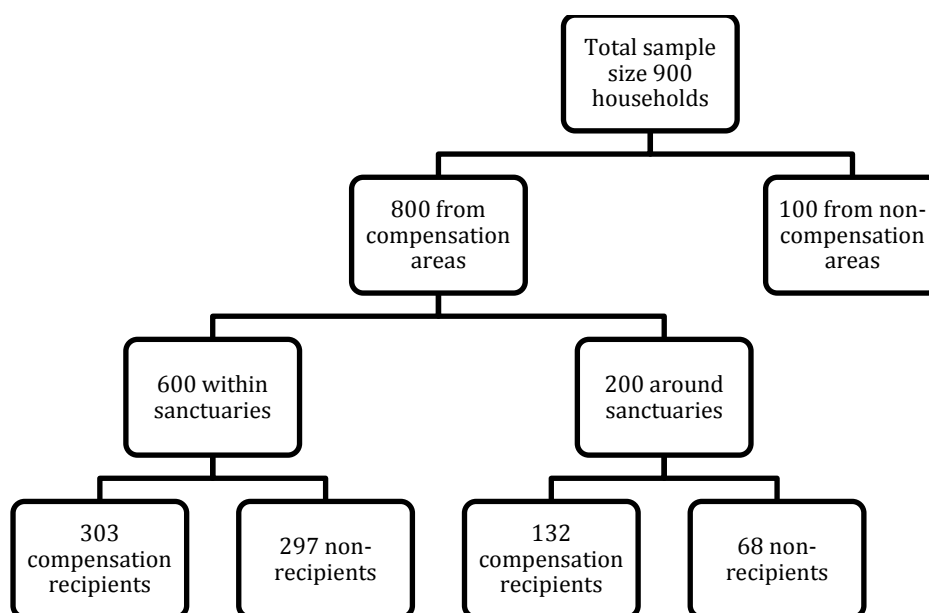 Total sample
size 900
households
800 from
compensation
areas
100 from non-
compensation
areas
600 within
sanctuaries
200 around
sanctuaries
303
compensation
recipients
297 non-
recipients
132
compensation
recipients
68 non-
recipients